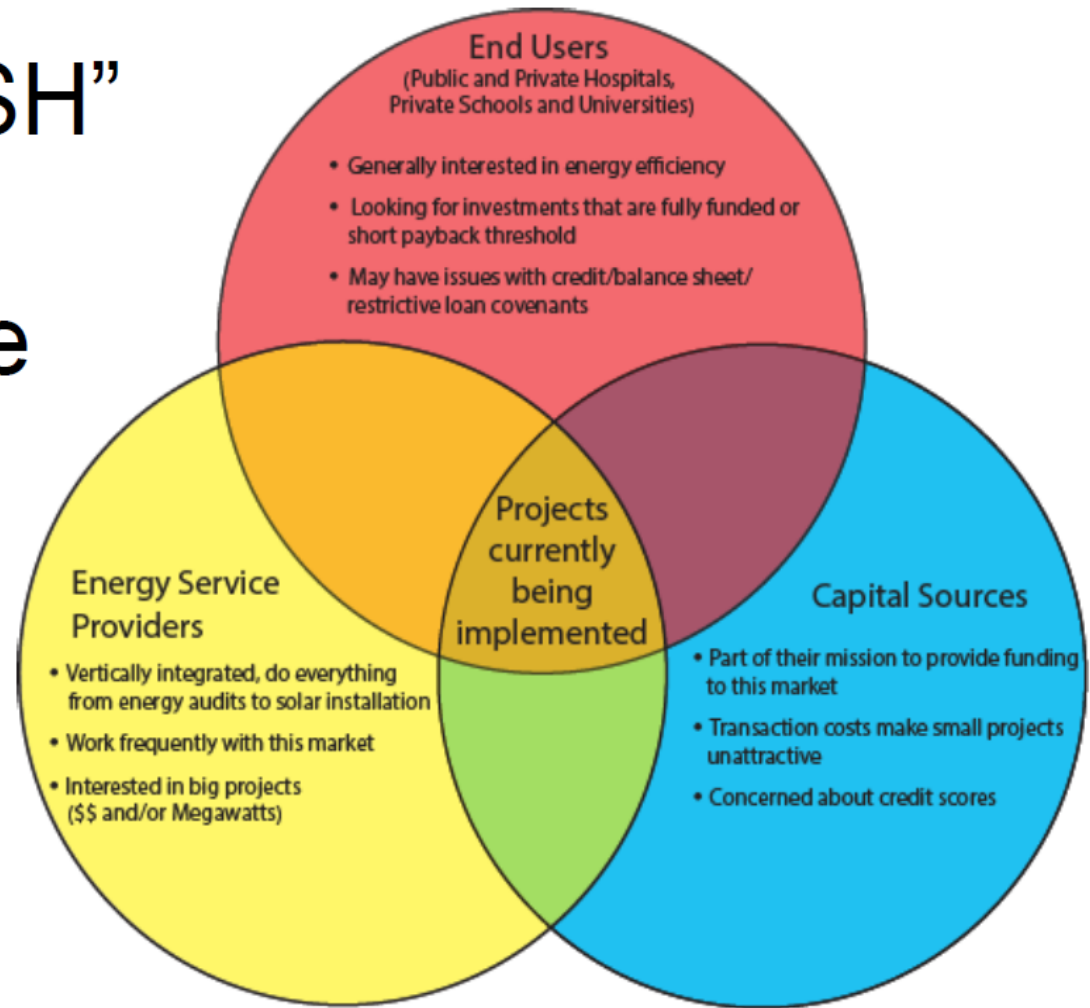 SH”
e
End Users
(Public and Private Hospitals,
Private Schools and Universities)
• Generally interested in energy efficiency
• Looking for investments that are fully funded or
short payback threshold
• May have issues with credit/balance sheet/
restrictive loan covenants
Projects
currently
being
implemented
Energy Service
Providers
• Vertically integrated, do everything
from energy audits to solar installation
• Work frequently with this market
• Interested in big projects
($$ and/or Megawatts)
Capital Sources
• Part of their mission to provide funding
to this market
• Transaction costs make small projects
unattractive
• Concerned about credit scores